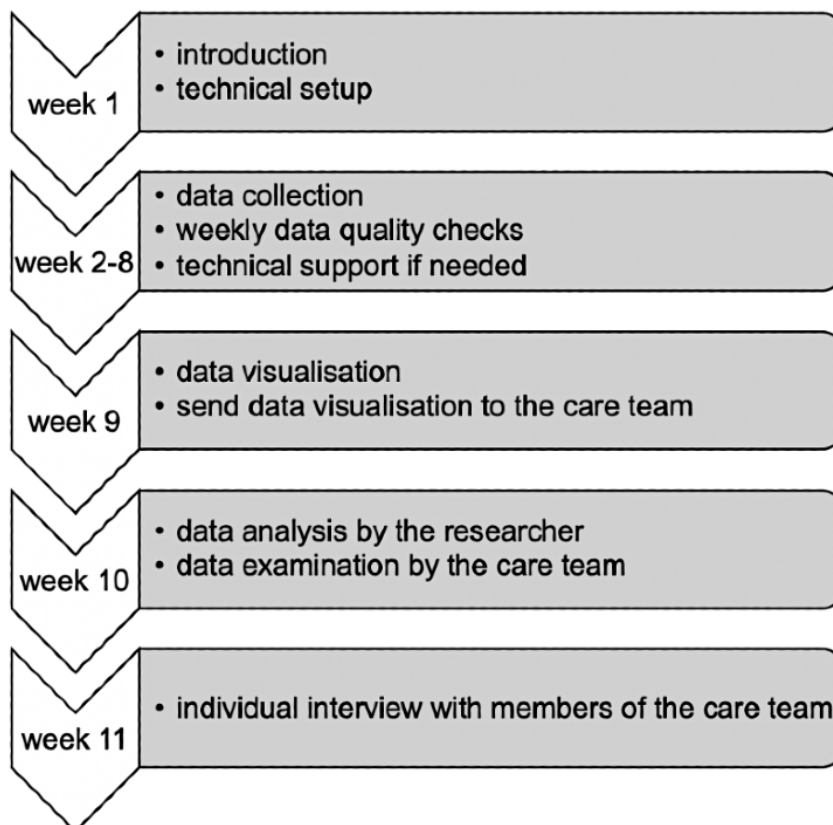 week 1
• introduction
• technical setup
week 2-8
• data collection
• weekly data quality checks
• technical support if needed
week 9
• data visualisation
• send data visualisation to the care team
week 10
• data analysis by the researcher
• data examination by the care team
week 11
• individual interview with members of the care team